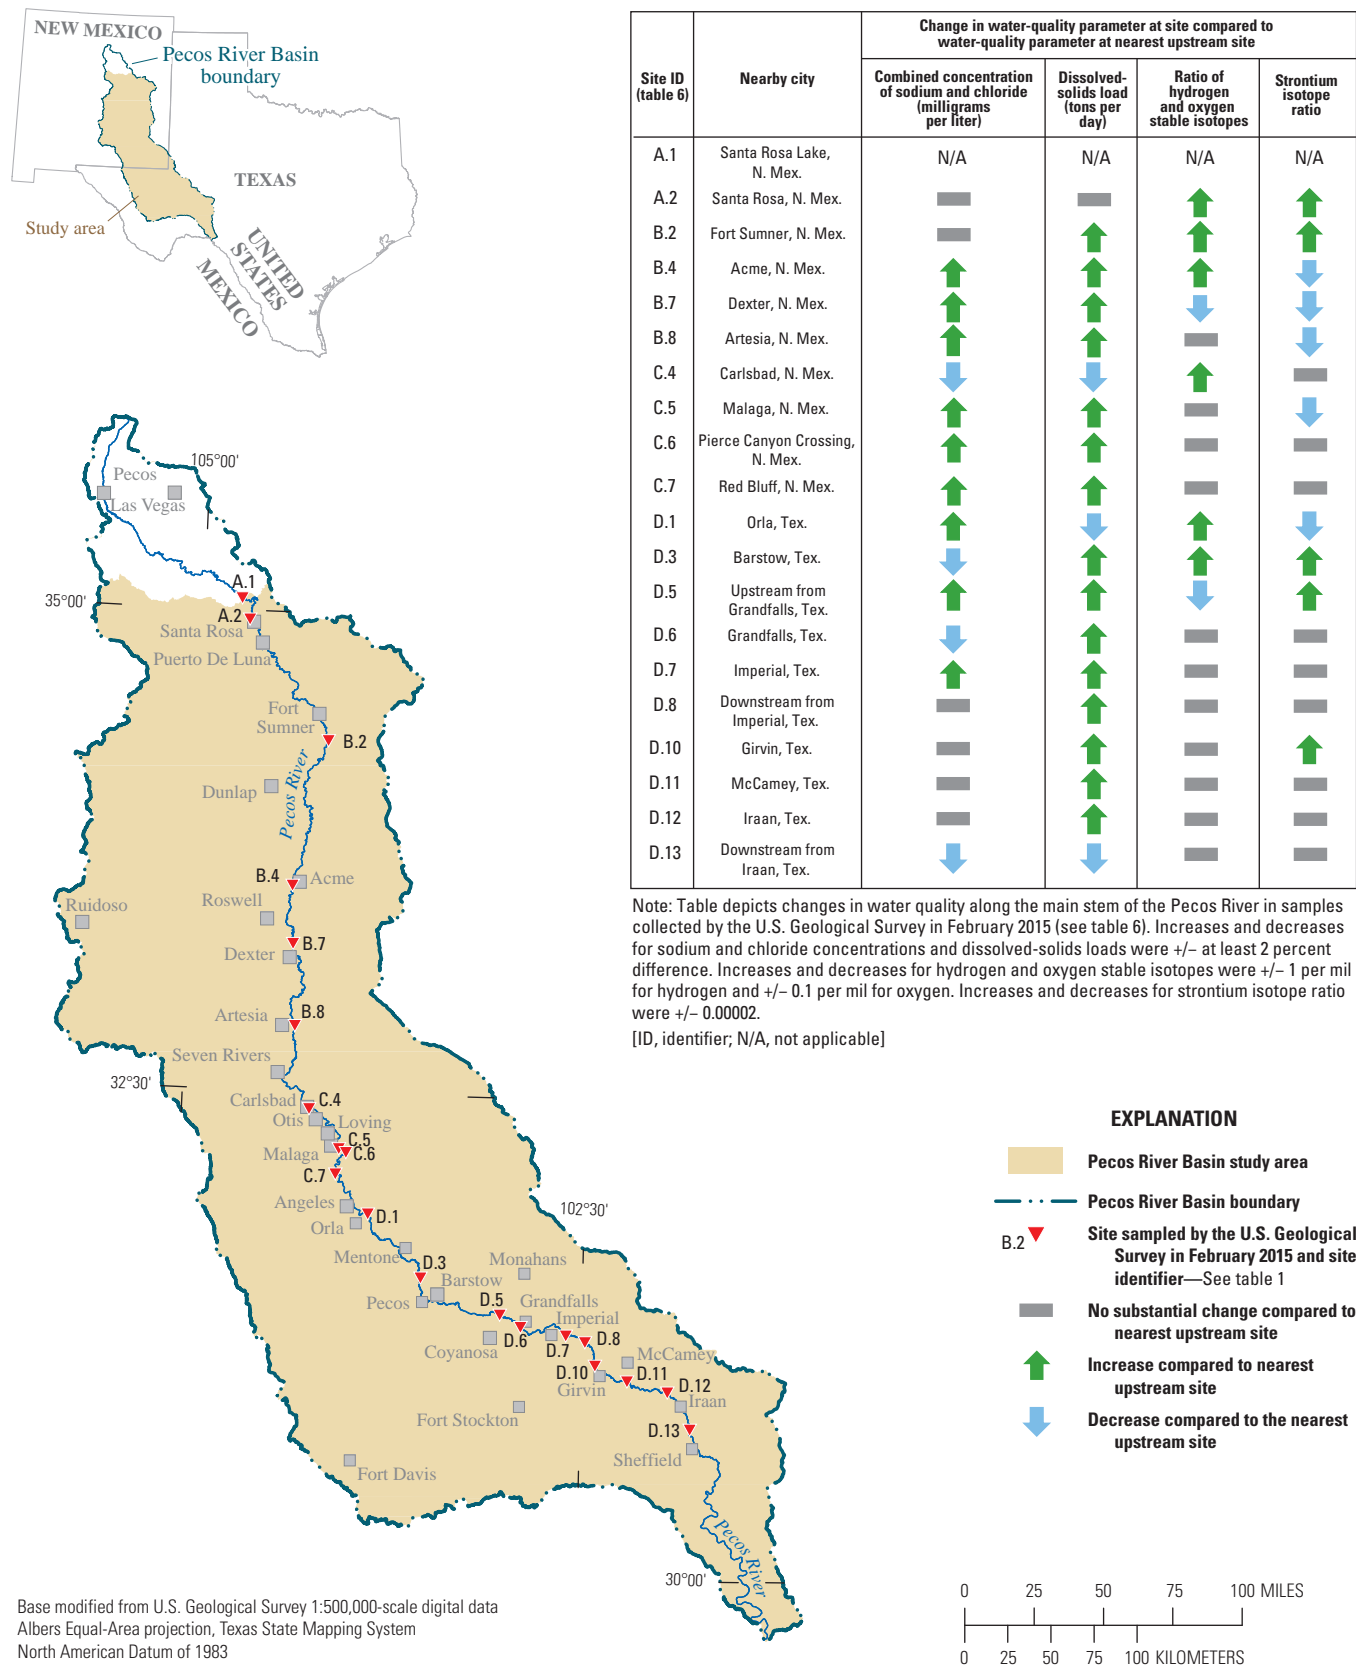 NEW MEXICO
Pecos River Basin
boundary
TEXAS
Study area
UNITED
STATES
MEXICO
Site ID
(table 6)
Nearby city
Change in water-quality parameter at site compared to
water-quality parameter at nearest upstream site
Combined concentration
of sodium and chloride
(milligrams
per liter)
Dissolved-
solids load
(tons per
day)
Ratio of
hydrogen
and oxygen
stable isotopes
Strontium
isotope
ratio
A.1 Santa Rosa Lake, N/A N/A N/A N/A
N. Mex.
A.2 Santa Rosa, N. Mex.
B.2 Fort Sumner, N. Mex.
B.4 Acme, N. Mex.
B.7 Dexter, N. Mex.
B.8 Artesia, N. Mex.
C.4 Carlsbad, N. Mex.
C.5 Malaga, N. Mex.
C.6 Pierce Canyon Crossing,
N. Mex.
C.7 Red Bluff, N. Mex.
D.1 Orla, Tex.
D.3 Barstow, Tex.
D.5 Upstream from
Grandfalls, Tex.
D.6 Grandfalls, Tex.
D.7 Imperial, Tex.
D.8 Downstream from
Imperial, Tex.
D.10 Girvin, Tex.
D.11 McCamey, Tex.
D.12 Iraan, Tex.
D.13 Downstream from
Iraan, Tex.
Note: Table depicts changes in water quality along the main stem of the Pecos River in samples
collected by the U.S. Geological Survey in February 2015 (see table 6). Increases and decreases
for sodium and chloride concentrations and dissolved-solids loads were +/– at least 2 percent
difference. Increases and decreases for hydrogen and oxygen stable isotopes were +/– 1 per mil
for hydrogen and +/– 0.1 per mil for oxygen. Increases and decreases for strontium isotope ratio
were +/– 0.00002.
[ID, identifier; N/A, not applicable]
105°00'
Pecos
Las Vegas
A.1
35°00'
A.2
Santa Rosa
Puerto De Luna
Fort
Sumner
B.2
Pecos River
Dunlap
B.4
Acme
Roswell
Ruidoso
B.7
Dexter
Artesia
B.8
Seven Rivers
32°30'
Carlsbad
C.4
Otis
Loving
C.5
Malaga
C.6
C.7
Angeles
D.1
Orla
102°30'
Mentone
D.3
Monahans
Barstow
Pecos
D.5
Grandfalls
Imperial
D.6
D.7
D.8
Coyanosa
McCamey
D.10
D.11
Girvin
D.12
Iraan
Fort Stockton
D.13
Sheffield
Fort Davis
Pecos River
30°00'
EXPLANATION
Pecos River Basin study area
Pecos River Basin boundary
B.2 Site sampled by the U.S. Geological
Survey in February 2015 and site
identifier—See table 1
No substantial change compared to
nearest upstream site
Increase compared to nearest
upstream site
Decrease compared to the nearest
upstream site
0 25 50 75 100 MILES
0 25 50 75 100 KILOMETERS
Base modified from U.S. Geological Survey 1:500,000-scale digital data
Albers Equal-Area projection, Texas State Mapping System
North American Datum of 1983